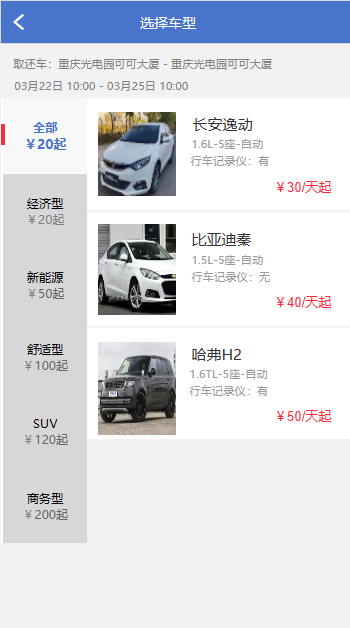 选择车型
取还车：重庆光电园可可大厦 - 重庆光电园可可大厦
03月22日 10:00 - 03月25日 10:00
全部
￥20起
经济型
￥20起
新能源
￥50起
舒适型
￥100起
SUV
￥120起
商务型
￥200起
长安逸动
1.6L-5座-自动
行车记录仪：有
￥30/天起
比亚迪秦
1.5L-5座-自动
行车记录仪：无
￥40/天起
哈弗H2
1.6TL-5座-自动
行车记录仪：有
￥50/天起